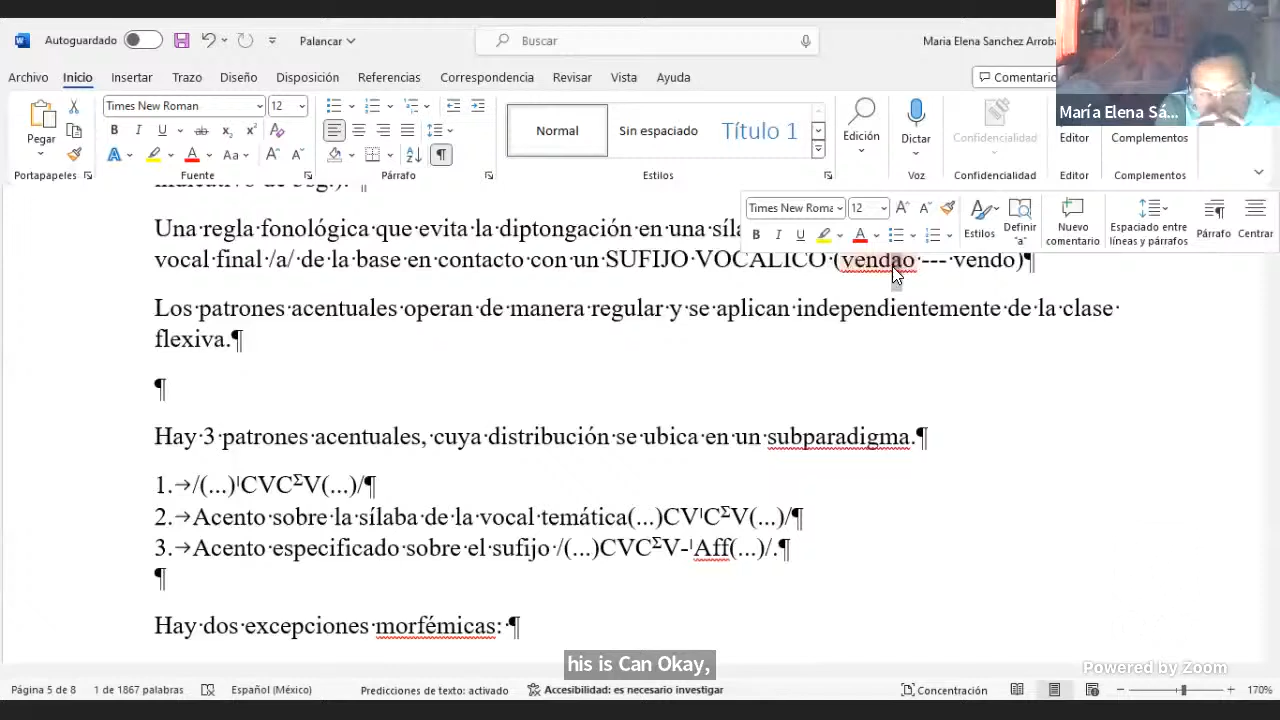 Autoguardado
Palancar
Buscar
Maria Elena Sanchez Arroba
Archivo Inicio Insertar Trazo Diseño Disposición Referencias Correspondencia Revisar Vista Ayuda
Comentario
María Elena Sá...
Times New Roman 12
Pegar
N K S
Aa
Normal
Sin espaciado
Título 1
Edición
Dictar
Confidencialidad
Editor
Complementos
Portapapeles Fuente Párrafo Estilos Voz Confidencialidad Editor Complementos
Times New Roma 12
N K S
Estilos
Definir "a"
Nuevo comentario
Espaciado entre líneas y párrafos
Párrafo
Centrar
Una·regla·fonológica·que·evita·la·diptongación·en·una·síla
vocal·final·/a/·de·la·base·en·contacto·con·un·SUFIJO·VOCÁLICO·(vendao·---·vendo)¶
Los·patrones·acentuales·operan·de·manera·regular·y·se·aplican·independientemente·de·la·clase·
flexiva.¶
¶
Hay·3·patrones·acentuales,·cuya·distribución·se·ubica·en·un·subparadigma.¶
1.→/(...)ˈCVCᶺV(...)/¶
2.→Acento·sobre·la·sílaba·de·la·vocal·temática(...)CVˈCΣV(...)/¶
3.→Acento·especificado·sobre·el·sufijo·/(...)CVCΣV-ˈAff(...)/.¶
¶
Hay·dos·excepciones·morfémicas:·¶
his is Can Okay,
Powered by Zoom
Página 5 de 8 1 de 1867 palabras Español (México) Predicciones de texto: activado Accesibilidad: es necesario investigar Concentración 170%